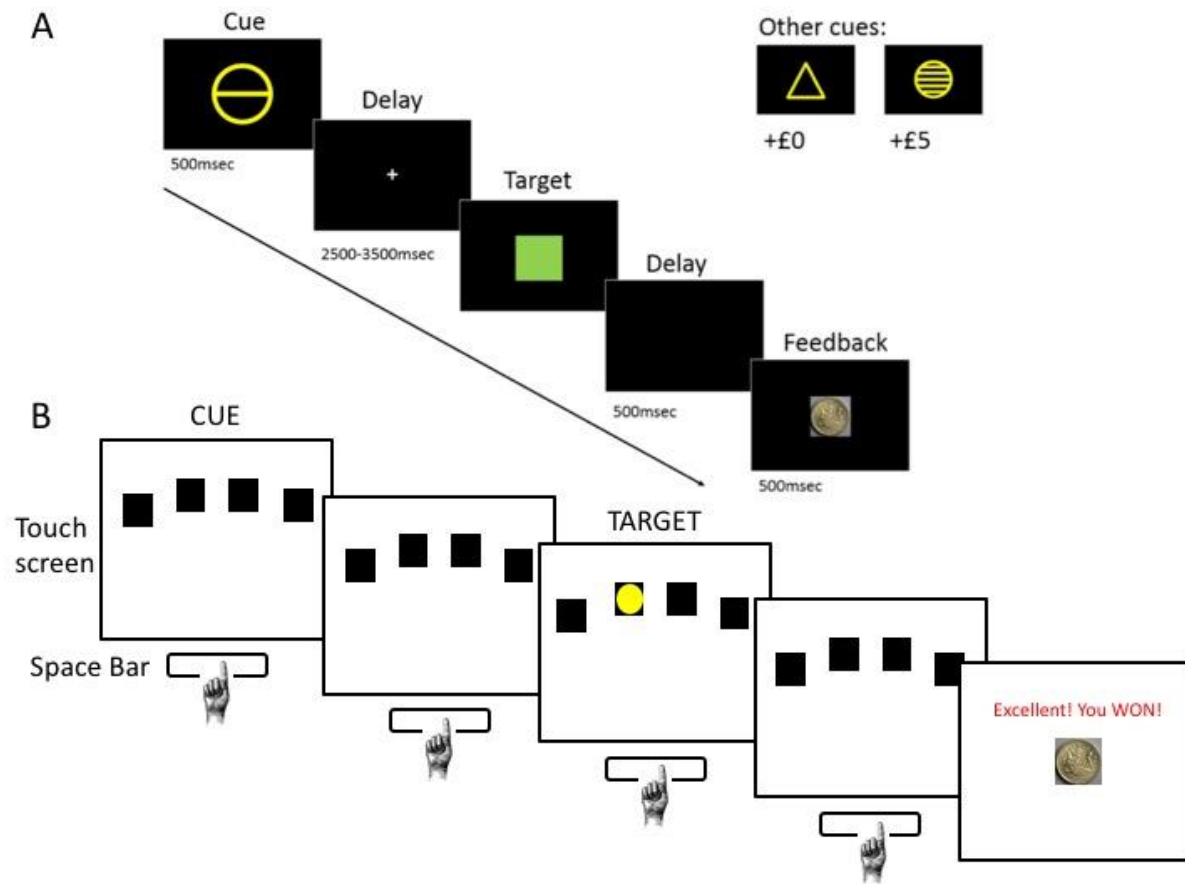 A
Cue
500msec
Delay
2500-3500msec
Target
Delay
500msec
Feedback
500msec
Other cues:
+£0
+£5
B
CUE
Touch
screen
TARGET
Space Bar
Excellent! You WON!